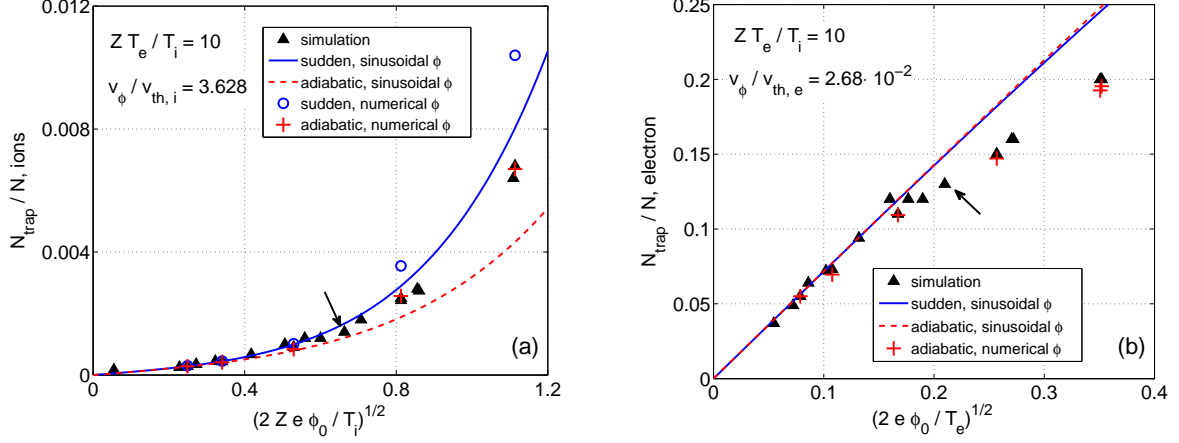 0.012
0.008
0.004
0
0
0.4
0.8
1.2
N_trap / N, ions
(2 Z e ϕ_0 / T_i)^1/2
Z T_e / T_i = 10
v_ϕ / v_th, i = 3.628
simulation
sudden, sinusoidal ϕ
adiabatic, sinusoidal ϕ
sudden, numerical ϕ
adiabatic, numerical ϕ
(a)
0.25
0.2
0.15
0.1
0.05
0
0
0.1
0.2
0.3
0.4
N_trap / N, electron
(2 e ϕ_0 / T_e)^1/2
Z T_e / T_i = 10
v_ϕ / v_th, e = 2.68· 10^-2
simulation
sudden, sinusoidal ϕ
adiabatic, sinusoidal ϕ
adiabatic, numerical ϕ
(b)